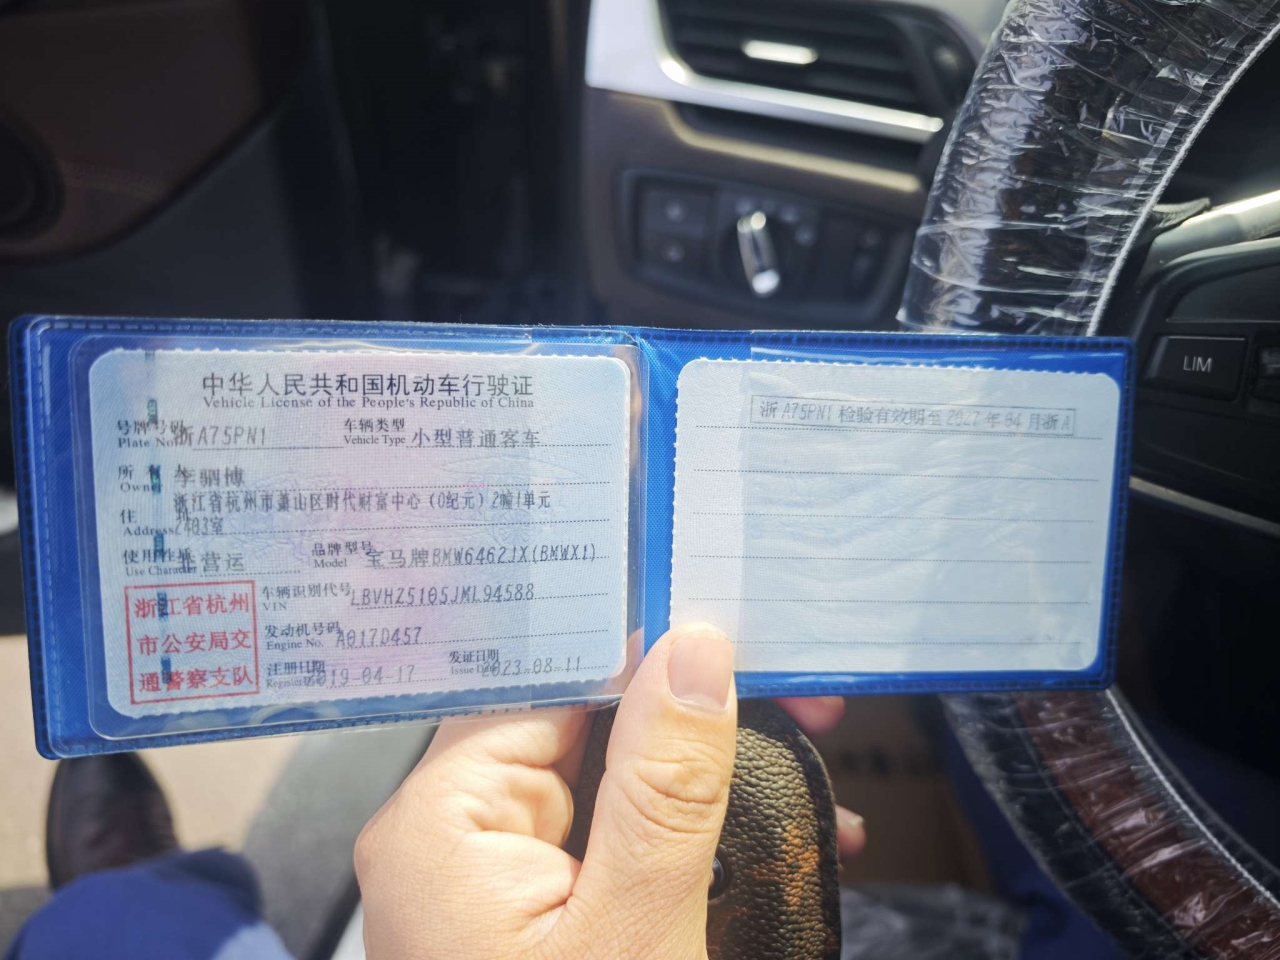 中华人民共和国机动车行驶证
Vehicle License of the People's Republic of China
号牌号码 浙A75PN1 车辆类型 小型普通客车
Plate No. Vehicle Type
所有人 李驷博
Owner
住址 浙江省杭州市萧山区时代财富中心(0纪元)2幢1单元
Address 2403室
使用性质 非营运 品牌型号 宝马牌BMW6462JX(BMWX1)
Use Character Model
车辆识别代号 LBVHZ5105JML94588
VIN
发动机号码 A017D457
Engine No.
注册日期 2019-04-17 发证日期 2023-08-11
Register Issue Date
浙江省杭州
市公安局交
通警察支队
浙A75PN1 检验有效期至 2027 年 04 月浙A
LIM